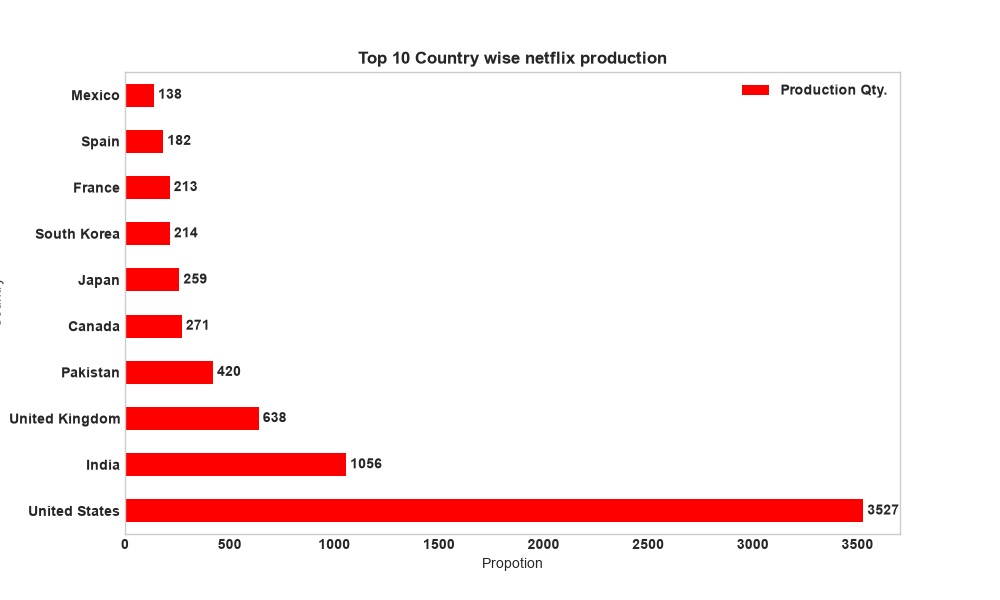 Top 10 Country wise netflix production
Production Qty.
Mexico 138
Spain 182
France 213
South Korea 214
Japan 259
Canada 271
Pakistan 420
United Kingdom 638
India 1056
United States 3527
0 500 1000 1500 2000 2500 3000 3500
Propotion